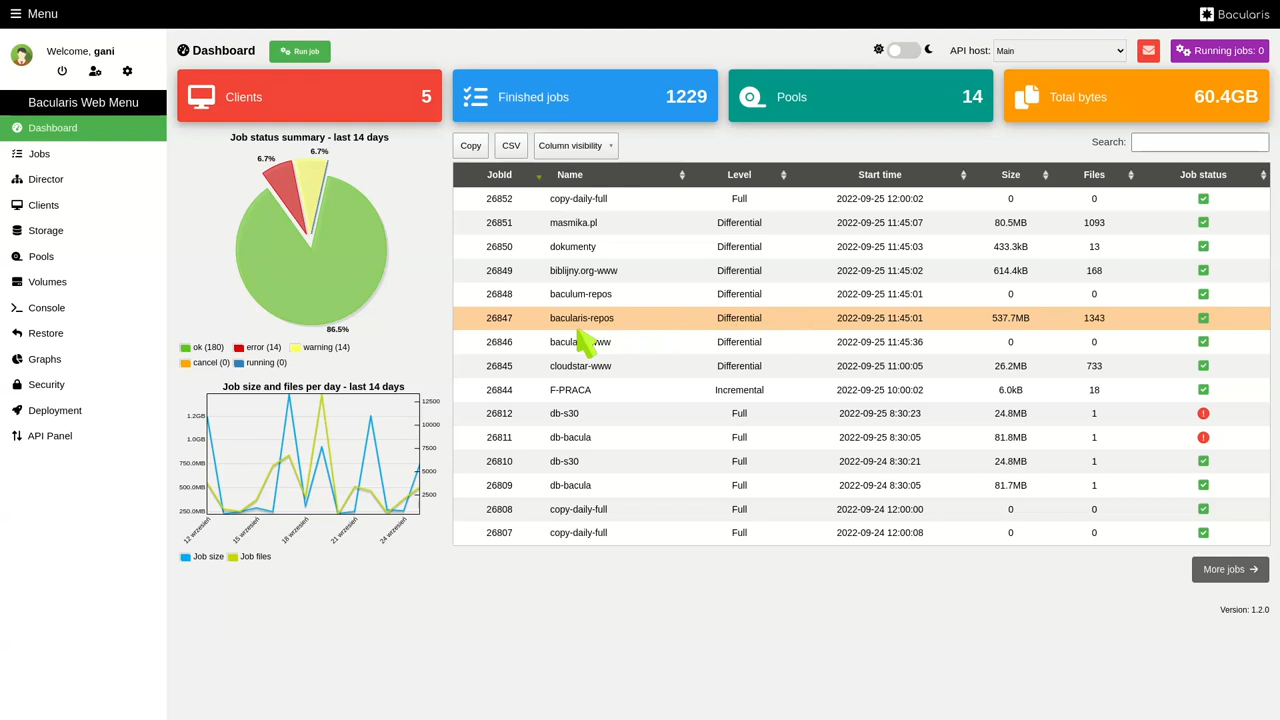 Menu
Bacularis
Welcome, gani
Bacularis Web Menu
Dashboard
Jobs
Director
Clients
Storage
Pools
Volumes
Console
Restore
Graphs
Security
Deployment
API Panel
Dashboard
Run job
API host:
Main
Running jobs: 0
Clients 5
Finished jobs 1229
Pools 14
Total bytes 60.4GB
Job status summary - last 14 days
6.7%
6.7%
86.5%
ok (180) error (14) warning (14)
cancel (0) running (0)
Job size and files per day - last 14 days
1.2GB
1.0GB
750.0MB
500.0MB
250.0MB
12500
10000
7500
5000
2500
12 wrzesień
15 wrzesień
18 wrzesień
21 wrzesień
24 wrzesień
Job size Job files
Copy CSV Column visibility
Search:
JobId Name Level Start time Size Files Job status
26852 copy-daily-full Full 2022-09-25 12:00:02 0 0
26851 masmika.pl Differential 2022-09-25 11:45:07 80.5MB 1093
26850 dokumenty Differential 2022-09-25 11:45:03 433.3kB 13
26849 biblijny.org-www Differential 2022-09-25 11:45:02 614.4kB 168
26848 baculum-repos Differential 2022-09-25 11:45:01 0 0
26847 bacularis-repos Differential 2022-09-25 11:45:01 537.7MB 1343
26846 Differential 2022-09-25 11:45:36 0 0
26845 cloudstar-www Differential 2022-09-25 11:00:05 26.2MB 733
26844 F-PRACA Incremental 2022-09-25 10:00:02 6.0kB 18
26812 db-s30 Full 2022-09-25 8:30:23 24.8MB 1
26811 db-bacula Full 2022-09-25 8:30:05 81.8MB 1
26810 db-s30 Full 2022-09-24 8:30:21 24.8MB 1
26809 db-bacula Full 2022-09-24 8:30:05 81.7MB 1
26808 copy-daily-full Full 2022-09-24 12:00:00 0 0
26807 copy-daily-full Full 2022-09-24 12:00:08 0 0
More jobs
Version: 1.2.0